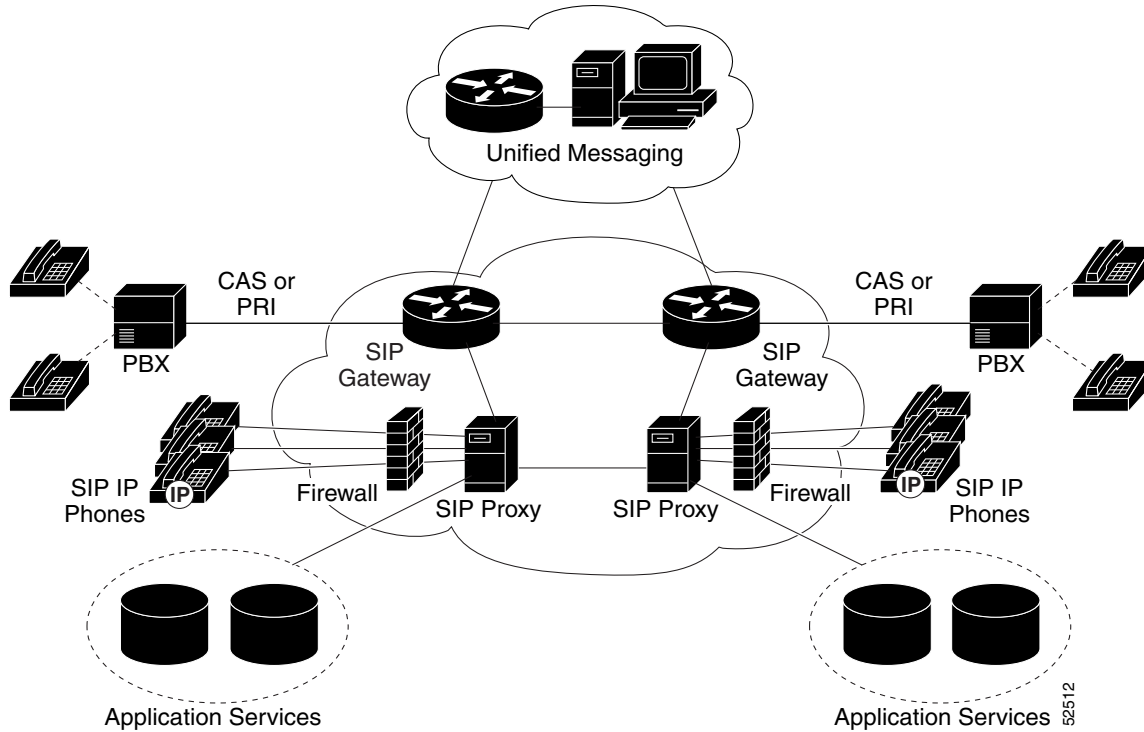 Unified Messaging
CAS or
PRI
CAS or
PRI
PBX
SIP
Gateway
SIP
Gateway
PBX
SIP IP
Phones
IP
Firewall
SIP Proxy
SIP Proxy
Firewall
IP
SIP IP
Phones
Application Services
Application Services
52512